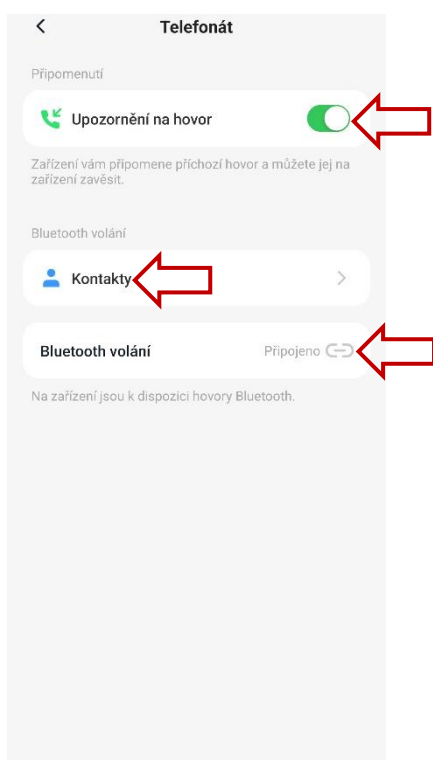 Telefonát
Připomenutí
Upozornění na hovor
Zařízení vám připomene příchozí hovor a můžete jej na
zařízení zavěsit.
Bluetooth volání
Kontakty
Bluetooth volání Připojeno
Na zařízení jsou k dispozici hovory Bluetooth.